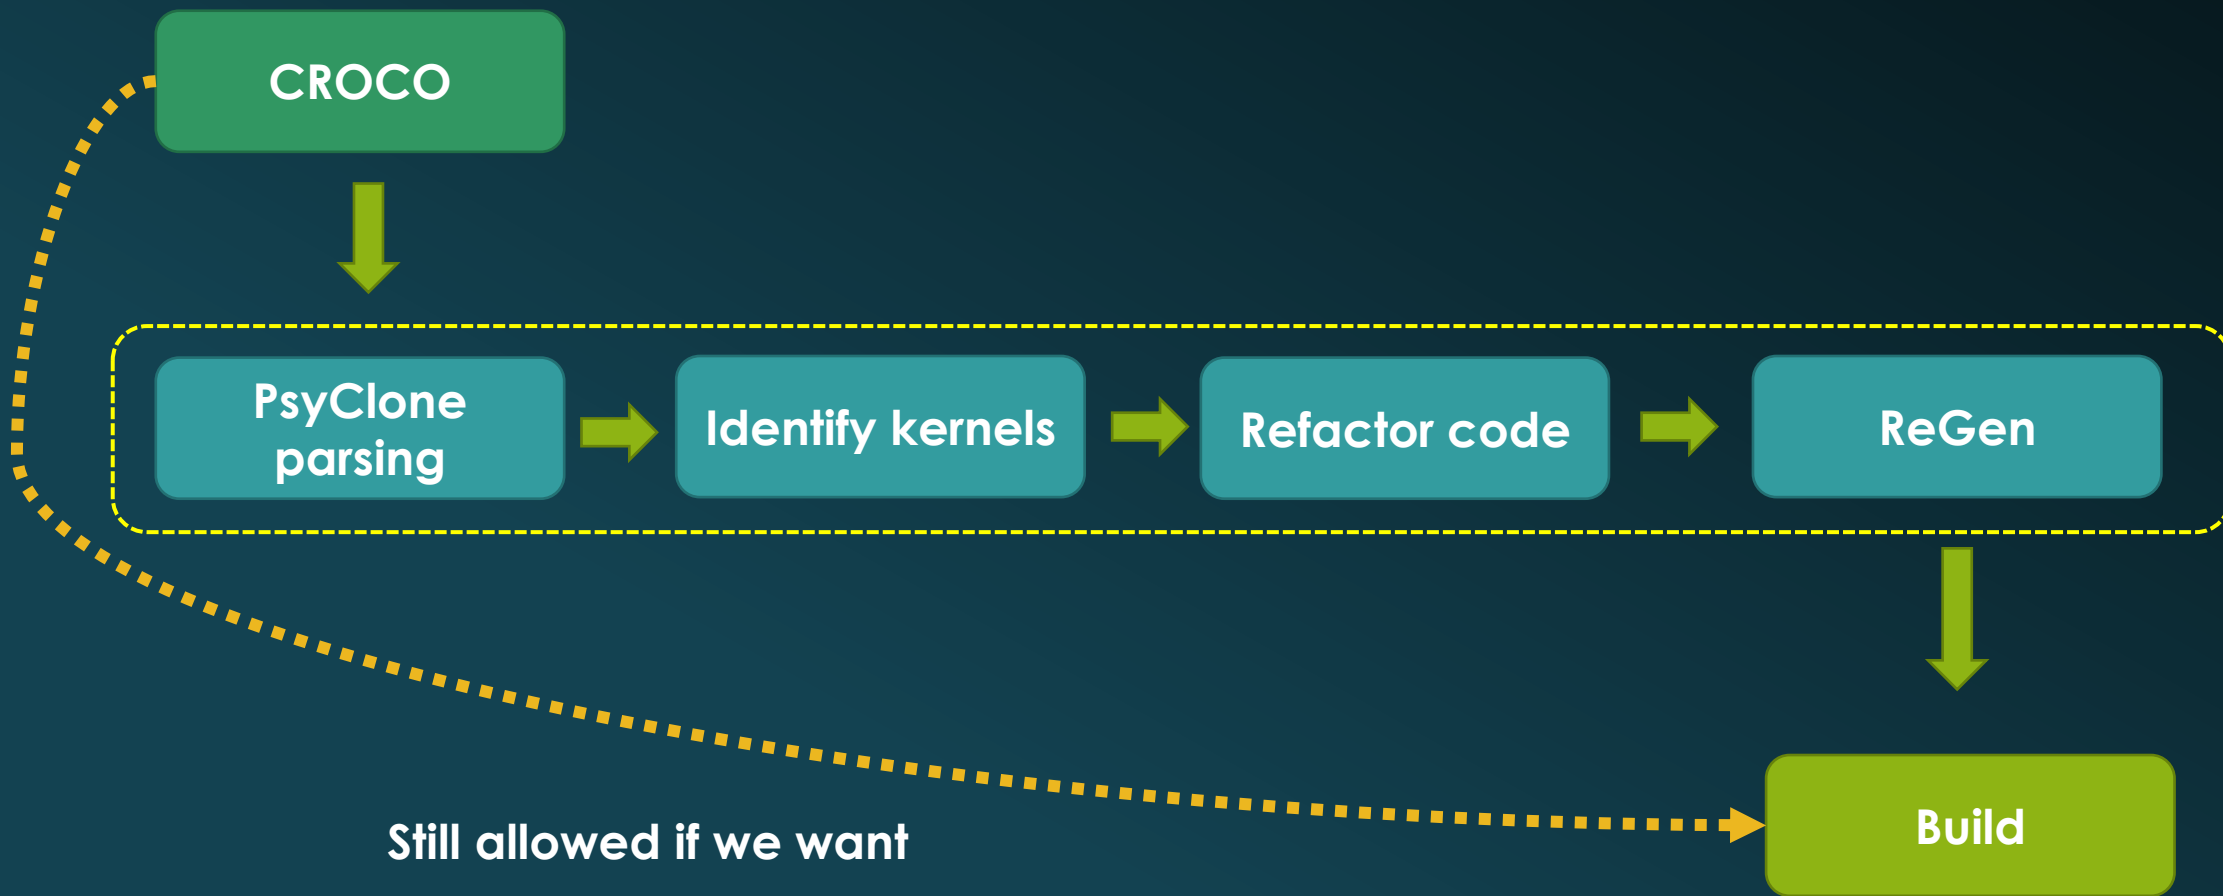 CROCO
PsyClone
parsing
Identify kernels
Refactor code
ReGen
Still allowed if we want
Build